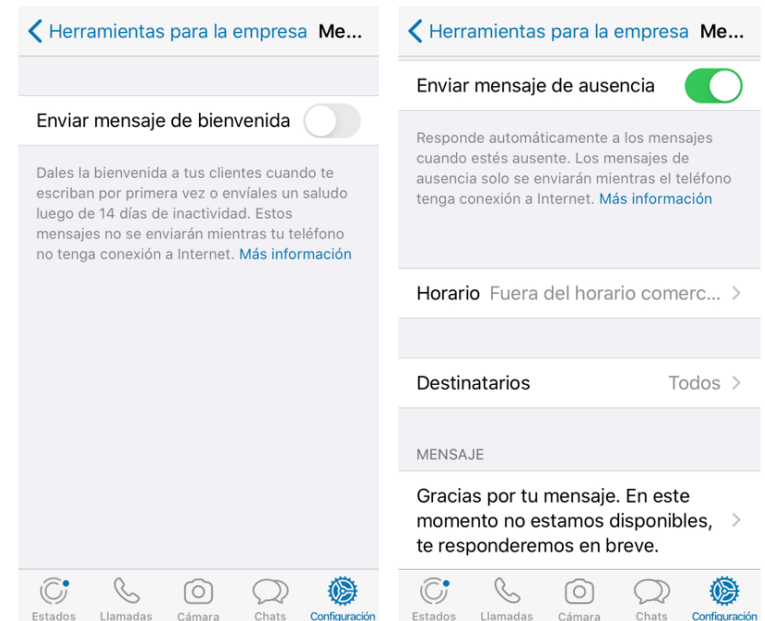 Herramientas para la empresa Me...
Enviar mensaje de bienvenida
Dales la bienvenida a tus clientes cuando te
escriban por primera vez o envíales un saludo
luego de 14 días de inactividad. Estos
mensajes no se enviarán mientras tu teléfono
no tenga conexión a Internet. Más información
Estados Llamadas Cámara Chats Configuración
Herramientas para la empresa Me...
Enviar mensaje de ausencia
Responde automáticamente a los mensajes
cuando estés ausente. Los mensajes de
ausencia solo se enviarán mientras el teléfono
tenga conexión a Internet. Más información
Horario Fuera del horario comerc...
Destinatarios Todos
MENSAJE
Gracias por tu mensaje. En este
momento no estamos disponibles,
te responderemos en breve.
Estados Llamadas Cámara Chats Configuración